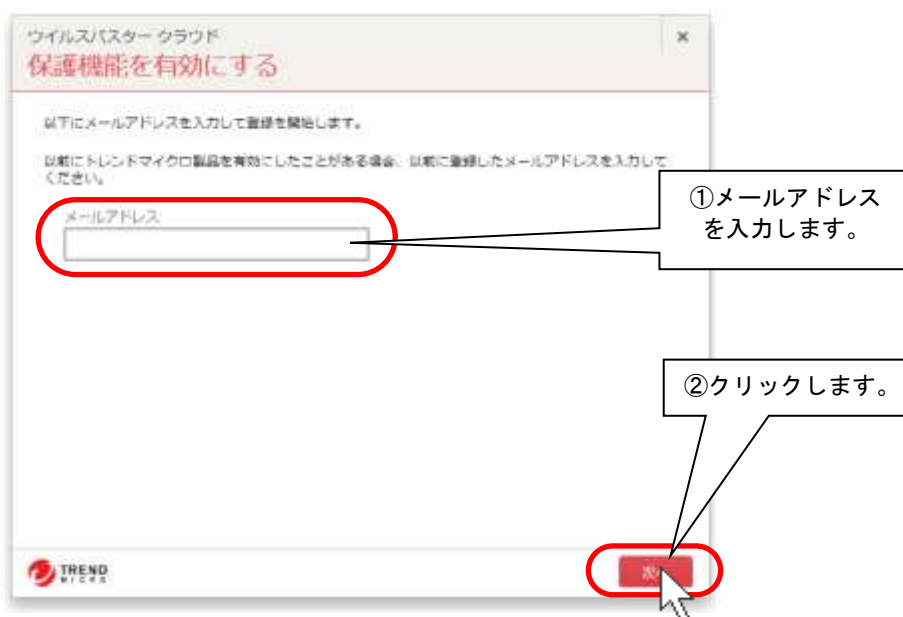 ウイルスバスター クラウド
×
保護機能を有効にする
以下にメールアドレスを入力して登録を開始します。
以前にトレンドマイクロ製品を有効にしたことがある場合、以前に登録したメールアドレスを入力して
ください。
メールアドレス
①メールアドレス
を入力します。
②クリックします。
TREND
MICRO
次